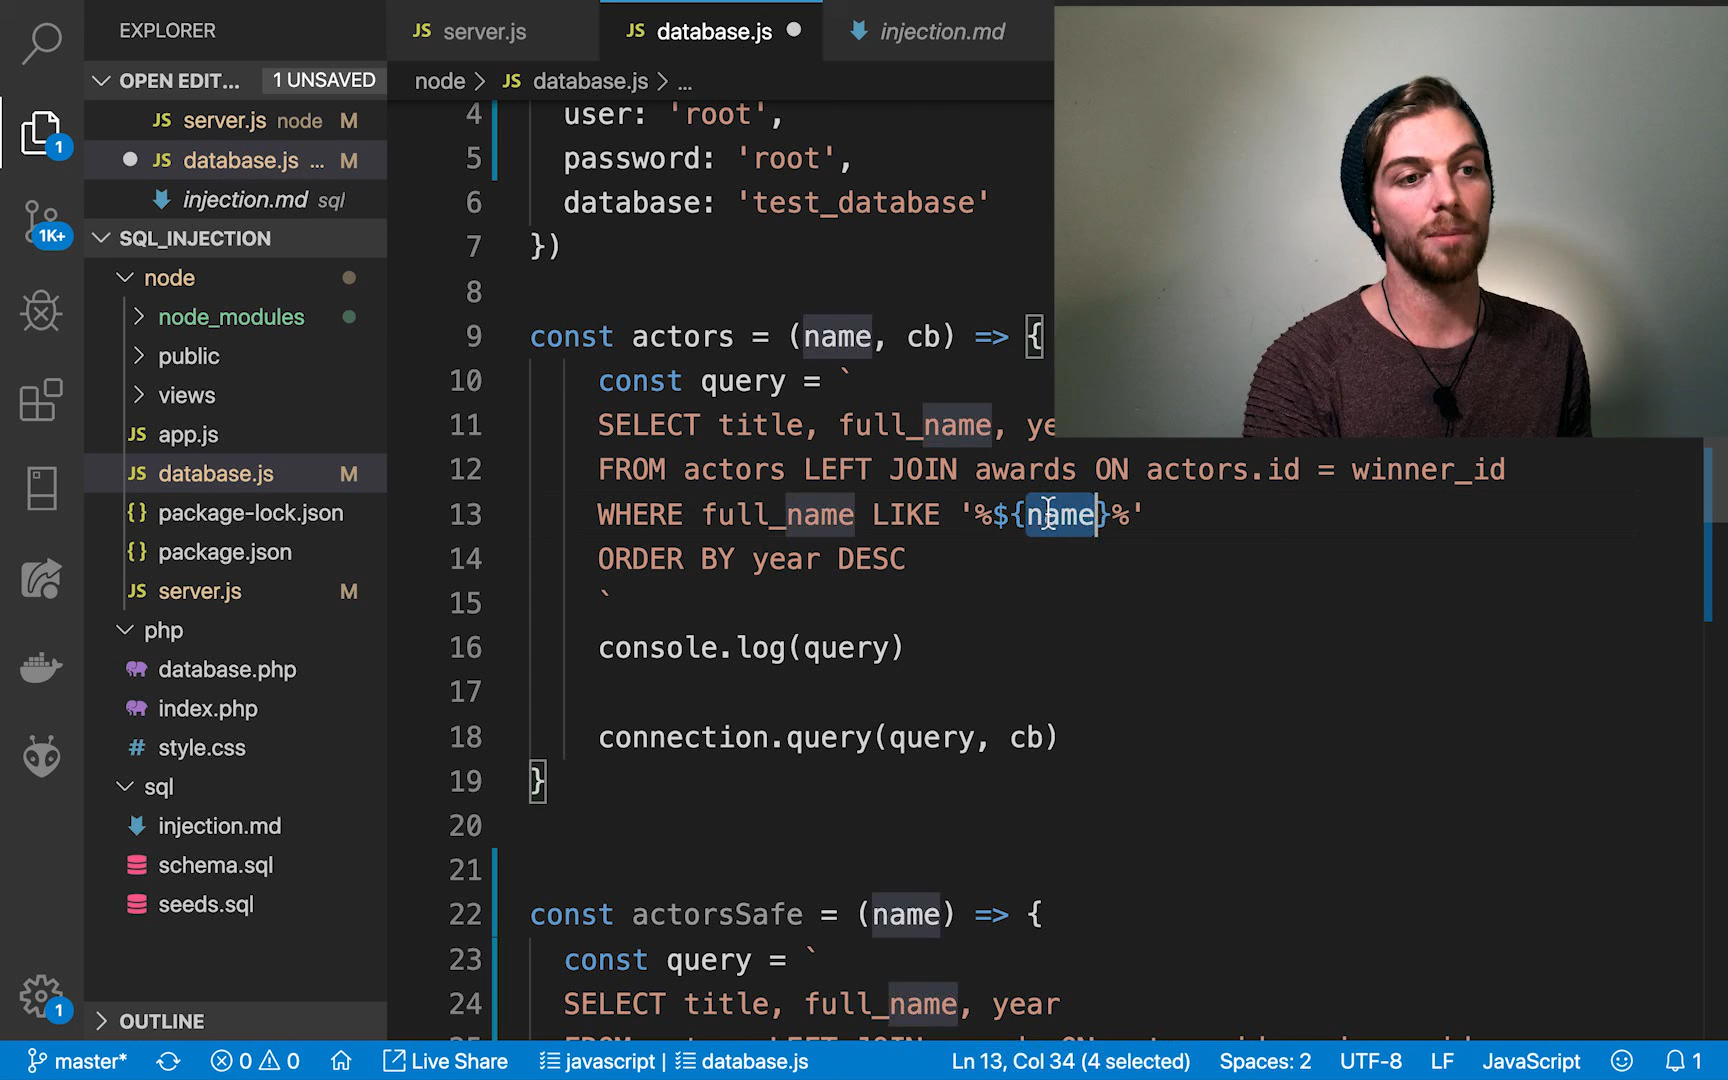 EXPLORER
OPEN EDIT... 1 UNSAVED
JS server.js node M
JS database.js ... M
injection.md sql
SQL_INJECTION
node
node_modules
public
views
JS app.js
JS database.js M
{} package-lock.json
{} package.json
JS server.js M
php
database.php
index.php
# style.css
sql
injection.md
schema.sql
seeds.sql
OUTLINE
1
1K+
1
JS server.js
JS database.js
injection.md
node > JS database.js > ...
4 user: 'root',
5 password: 'root',
6 database: 'test_database'
7 })
8
9 const actors = (name, cb) => {
10 const query = `
11 SELECT title, full_name, ye
12 FROM actors LEFT JOIN awards ON actors.id = winner_id
13 WHERE full_name LIKE '%${name}%'
14 ORDER BY year DESC
15 `
16 console.log(query)
17
18 connection.query(query, cb)
19 }
20
21
22 const actorsSafe = (name) => {
23 const query = `
24 SELECT title, full_name, year
master* 0 0 Live Share javascript | database.js Ln 13, Col 34 (4 selected) Spaces: 2 UTF-8 LF JavaScript 1